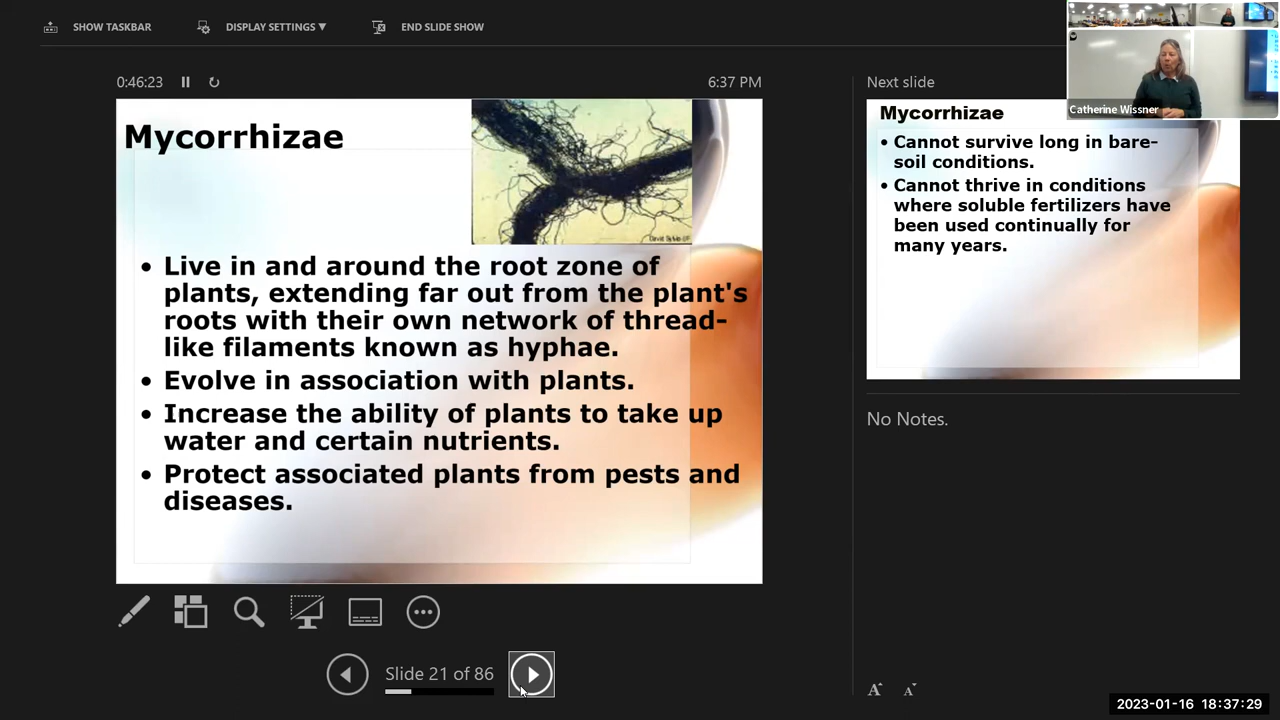 SHOW TASKBAR
DISPLAY SETTINGS ▼
END SLIDE SHOW
0:46:23
6:37 PM
Next slide
Catherine Wissner
Mycorrhizae
• Live in and around the root zone of
plants, extending far out from the plant's
roots with their own network of thread-
like filaments known as hyphae.
• Evolve in association with plants.
• Increase the ability of plants to take up
water and certain nutrients.
• Protect associated plants from pests and
diseases.
Mycorrhizae
• Cannot survive long in bare-
soil conditions.
• Cannot thrive in conditions
where soluble fertilizers have
been used continually for
many years.
No Notes.
Slide 21 of 86
A A
2023-01-16 18:37:29